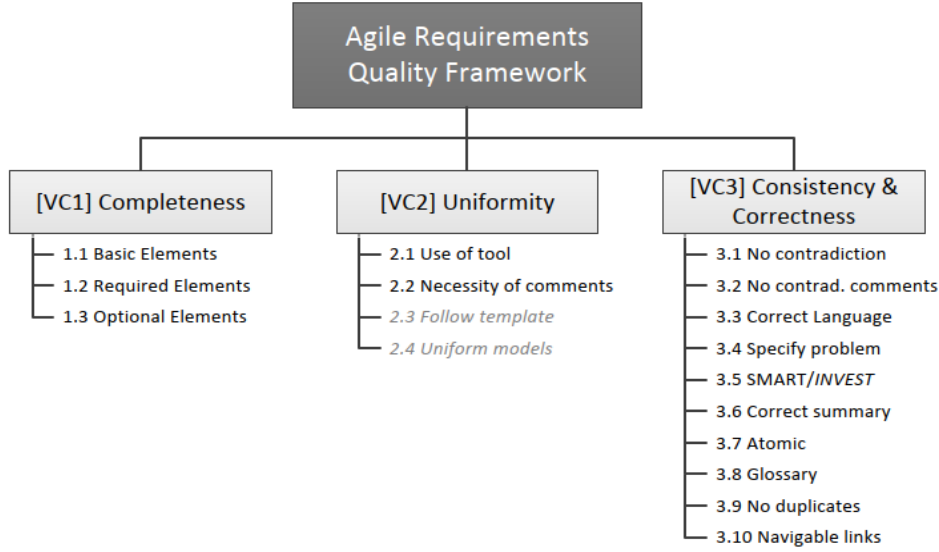 Agile Requirements
Quality Framework
[VC1] Completeness
1.1 Basic Elements
1.2 Required Elements
1.3 Optional Elements
[VC2] Uniformity
2.1 Use of tool
2.2 Necessity of comments
2.3 Follow template
2.4 Uniform models
[VC3] Consistency &
Correctness
3.1 No contradiction
3.2 No contrad. comments
3.3 Correct Language
3.4 Specify problem
3.5 SMART/INVEST
3.6 Correct summary
3.7 Atomic
3.8 Glossary
3.9 No duplicates
3.10 Navigable links